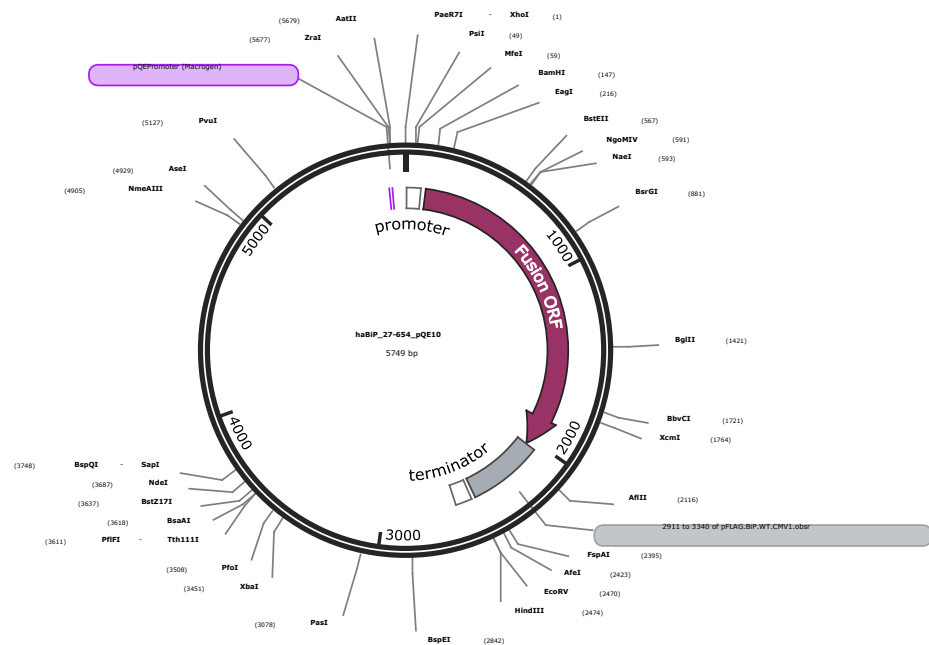 (5679) AatII
PaeR7I - XhoI (1)
(5677) ZraI
PsiI (49)
MfeI (59)
pQEPromoter (Macrogen)
BamHI (147)
EagI (216)
(5127) PvuI
BstEII (567)
NgoMIV (591)
NaeI (593)
(4929) AseI
(4905) NmeAIII
BsrGI (881)
promoter
5000
1000
Fusion ORF
haBiP_27-654_pQE10
5749 bp
BglII (1421)
BbvCI (1721)
XcmI (1764)
4000
2000
terminator
(3748) BspQI - SapI
(3687) NdeI
(3637) BstZ17I
(3618) BsaAI
(3611) PflFI - Tth111I
AflII (2116)
2911 to 3340 of pFLAG.BiP.WT.CMV1.obsr
3000
FspAI (2395)
(3508) PfoI
AfeI (2423)
(3451) XbaI
EcoRV (2470)
HindIII (2474)
(3078) PasI
BspEI (2842)